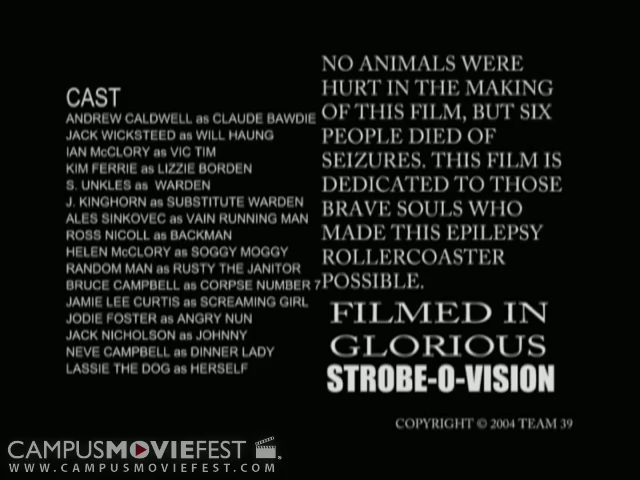 CAST
ANDREW CALDWELL as CLAUDE BAWDIE
JACK WICKSTEED as WILL HAUNG
IAN McCLORY as VIC TIM
KIM FERRIE as LIZZIE BORDEN
S. UNKLES as WARDEN
J. KINGHORN as SUBSTITUTE WARDEN
ALES SINKOVEC as VAIN RUNNING MAN
ROSS NICOLL as BACKMAN
HELEN McCLORY as SOGGY MOGGY
RANDOM MAN as RUSTY THE JANITOR
BRUCE CAMPBELL as CORPSE NUMBER 7
JAMIE LEE CURTIS as SCREAMING GIRL
JODIE FOSTER as ANGRY NUN
JACK NICHOLSON as JOHNNY
NEVE CAMPBELL as DINNER LADY
LASSIE THE DOG as HERSELF
NO ANIMALS WERE
HURT IN THE MAKING
OF THIS FILM, BUT SIX
PEOPLE DIED OF
SEIZURES. THIS FILM IS
DEDICATED TO THOSE
BRAVE SOULS WHO
MADE THIS EPILEPSY
ROLLERCOASTER
POSSIBLE.
FILMED IN
GLORIOUS
STROBE-O-VISION
COPYRIGHT © 2004 TEAM 39
CAMPUSMOVIEFEST
WWW.CAMPUSMOVIEFEST.COM